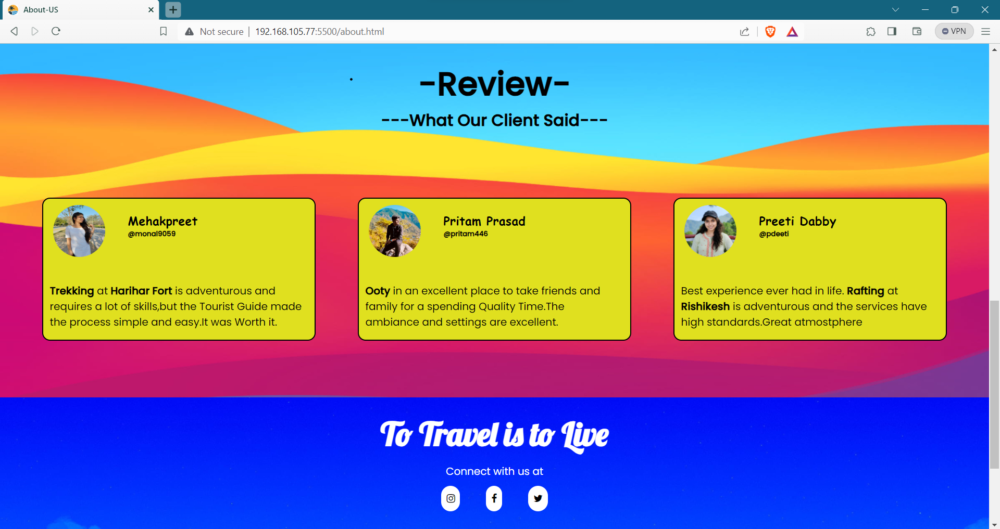 About-US
Not secure
192.168.105.77:5500/about.html
VPN
-Review-
---What Our Client Said---
Mehakpreet
@monal9059
Trekking at Harihar Fort is adventurous and
requires a lot of skills,but the Tourist Guide made
the process simple and easy.It was Worth it.
Pritam Prasad
@pritam446
Ooty in an excellent place to take friends and
family for a spending Quality Time.The
ambiance and settings are excellent.
Preeti Dabby
@pdeeti
Best experience ever had in life. Rafting at
Rishikesh is adventurous and the services have
high standards.Great atmostphere
To Travel is to Live
Connect with us at